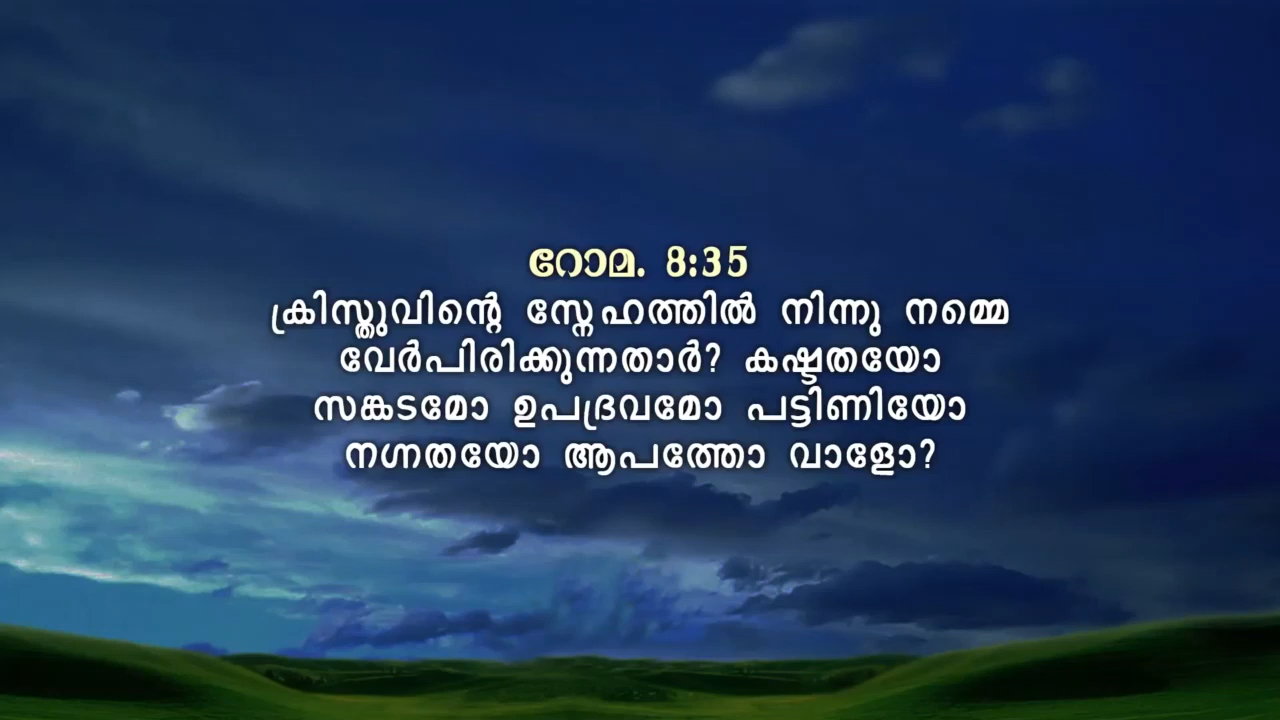 റോമ. 8:35
ക്രിസ്തുവിന്റെ സ്നേഹത്തിൽ നിന്നു നമ്മെ
വേർപിരിക്കുന്നതാർ? കഷ്ടതയോ
സങ്കടമോ ഉപദ്രവമോ പട്ടിണിയോ
നഗ്നതയോ ആപത്തോ വാളോ?